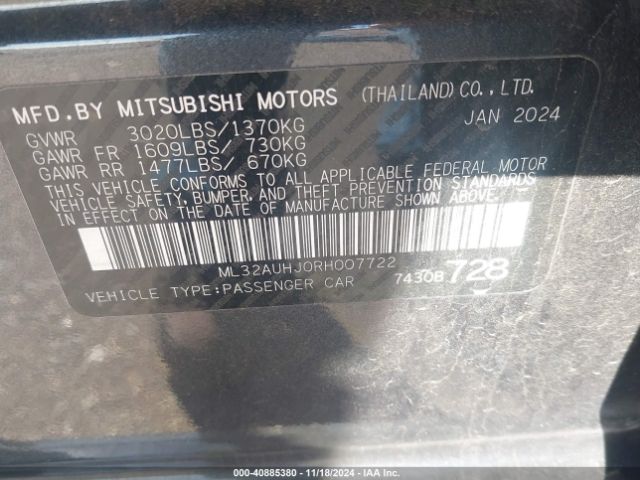 MFD.BY MITSUBISHI MOTORS (THAILAND)CO.,LTD.
GVWR 3020LBS/1370KG JAN 2024
GAWR FR 1609LBS/ 730KG
GAWR RR 1477LBS/ 670KG
THIS VEHICLE CONFORMS TO ALL APPLICABLE FEDERAL MOTOR
VEHICLE SAFETY, BUMPER, AND THEFT PREVENTION STANDARDS
IN EFFECT ON THE DATE OF MANUFACTURE SHOWN ABOVE.
ML32AUHJ0RH007722
VEHICLE TYPE:PASSENGER CAR 7430B 728
© 40885380 - 11/18/2024 - IAA Inc.